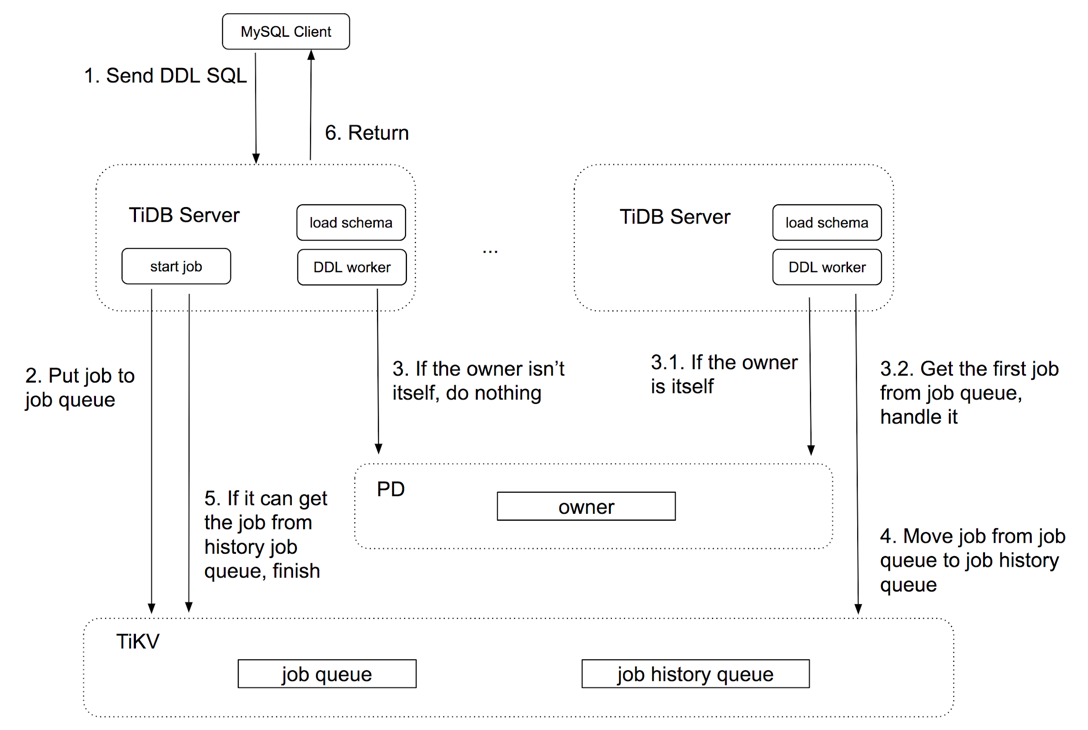 MySQL Client
1. Send DDL SQL
6. Return
TiDB Server
load schema
start job
DDL worker
...
TiDB Server
load schema
DDL worker
2. Put job to
job queue
3. If the owner isn’t
itself, do nothing
3.1. If the owner
is itself
3.2. Get the first job
from job queue,
handle it
PD
owner
5. If it can get
the job from
history job
queue, finish
4. Move job from job
queue to job history
queue
TiKV
job queue
job history queue